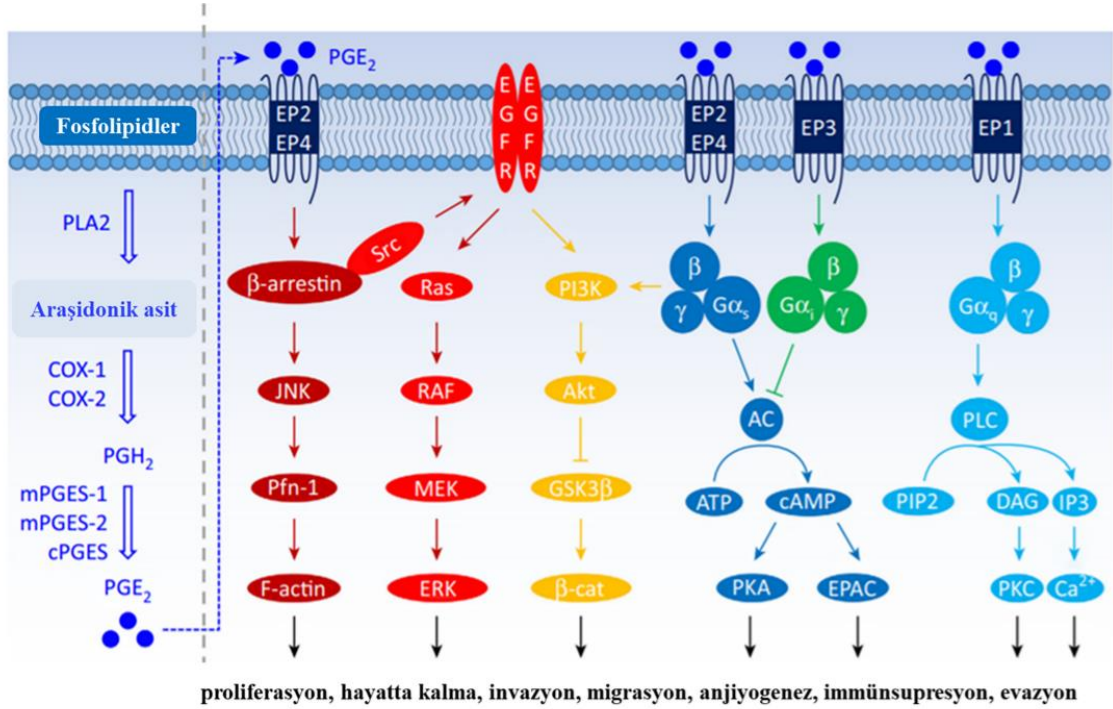 PGE₂
EP2
EP4
EGFR
EGFR
EP2
EP4
EP3
EP1
Fosfolipidler
PLA2
Araşidonik asit
COX-1
COX-2
PGH₂
mPGES-1
mPGES-2
cPGES
PGE₂
β-arrestin
Src
JNK
Pfn-1
F-actin
Ras
RAF
MEK
ERK
PI3K
Akt
GSK3β
β-cat
β
γ
Gαₛ
β
Gαᵢ
γ
AC
ATP
cAMP
PKA
EPAC
β
Gα_q
γ
PLC
PIP2
DAG
IP3
PKC
Ca²⁺
proliferasyon, hayatta kalma, invazyon, migrasyon, anjiyogenez, immünsupresyon, evazyon